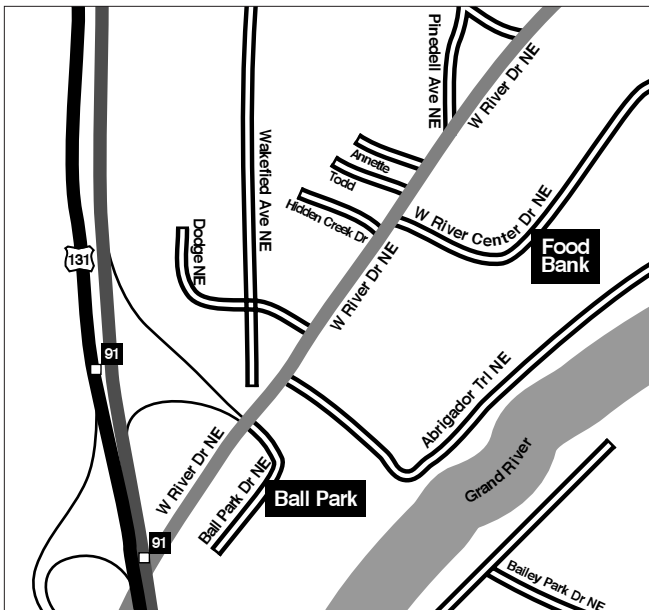 Pinedell Ave NE
W River Dr NE
Wakefied Ave NE
Annette
Todd
Hidden Creek Dr
W River Center Dr NE
Dodge NE
Food
Bank
131
W River Dr NE
91
Abrigador Trl NE
W River Dr NE
Ball Park Dr NE
Ball Park
Grand River
91
Bailey Park Dr NE